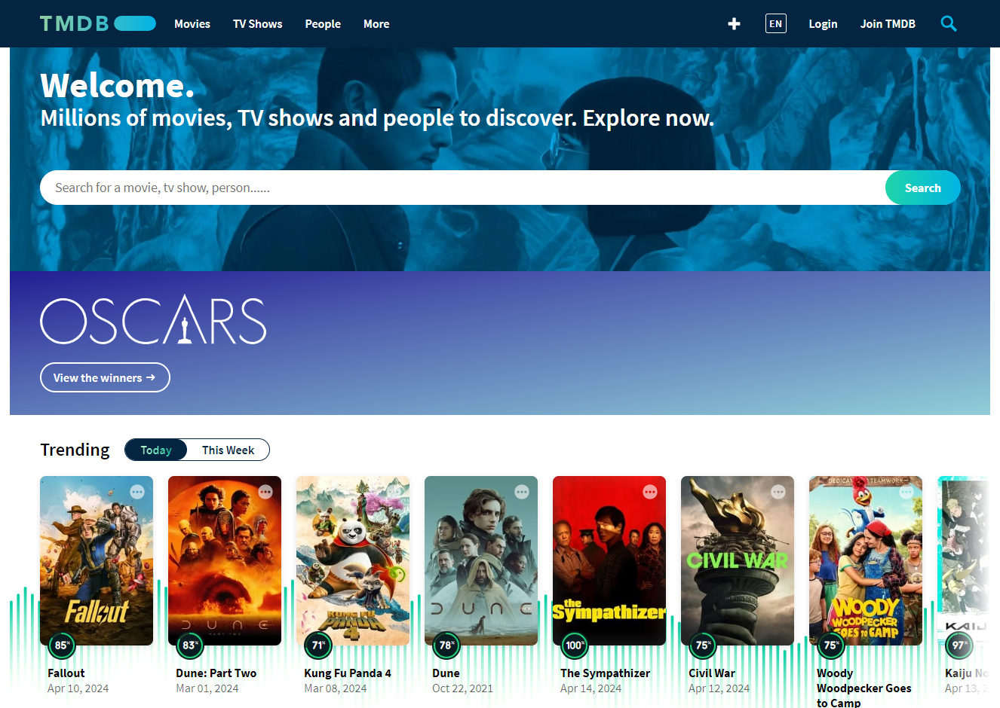 TMDB
Movies
TV Shows
People
More
EN
Login
Join TMDB
Welcome.
Millions of movies, TV shows and people to discover. Explore now.
Search for a movie, tv show, person......
Search
OSCARS
View the winners →
Trending
Today
This Week
Fallout
DUNE
PART TWO
KUNG FU
PANDA
4
DUNE
the
Sympathizer
CIVIL WAR
TEAMWORK
WOODY
WOODPECKER
GOES to CAMP
KAIJ
85%
83%
71%
78%
100%
75%
75%
97%
Fallout
Apr 10, 2024
Dune: Part Two
Mar 01, 2024
Kung Fu Panda 4
Mar 08, 2024
Dune
Oct 22, 2021
The Sympathizer
Apr 14, 2024
Civil War
Apr 12, 2024
Woody
Woodpecker Goes
to Camp
Kaiju No
Apr 13, 2